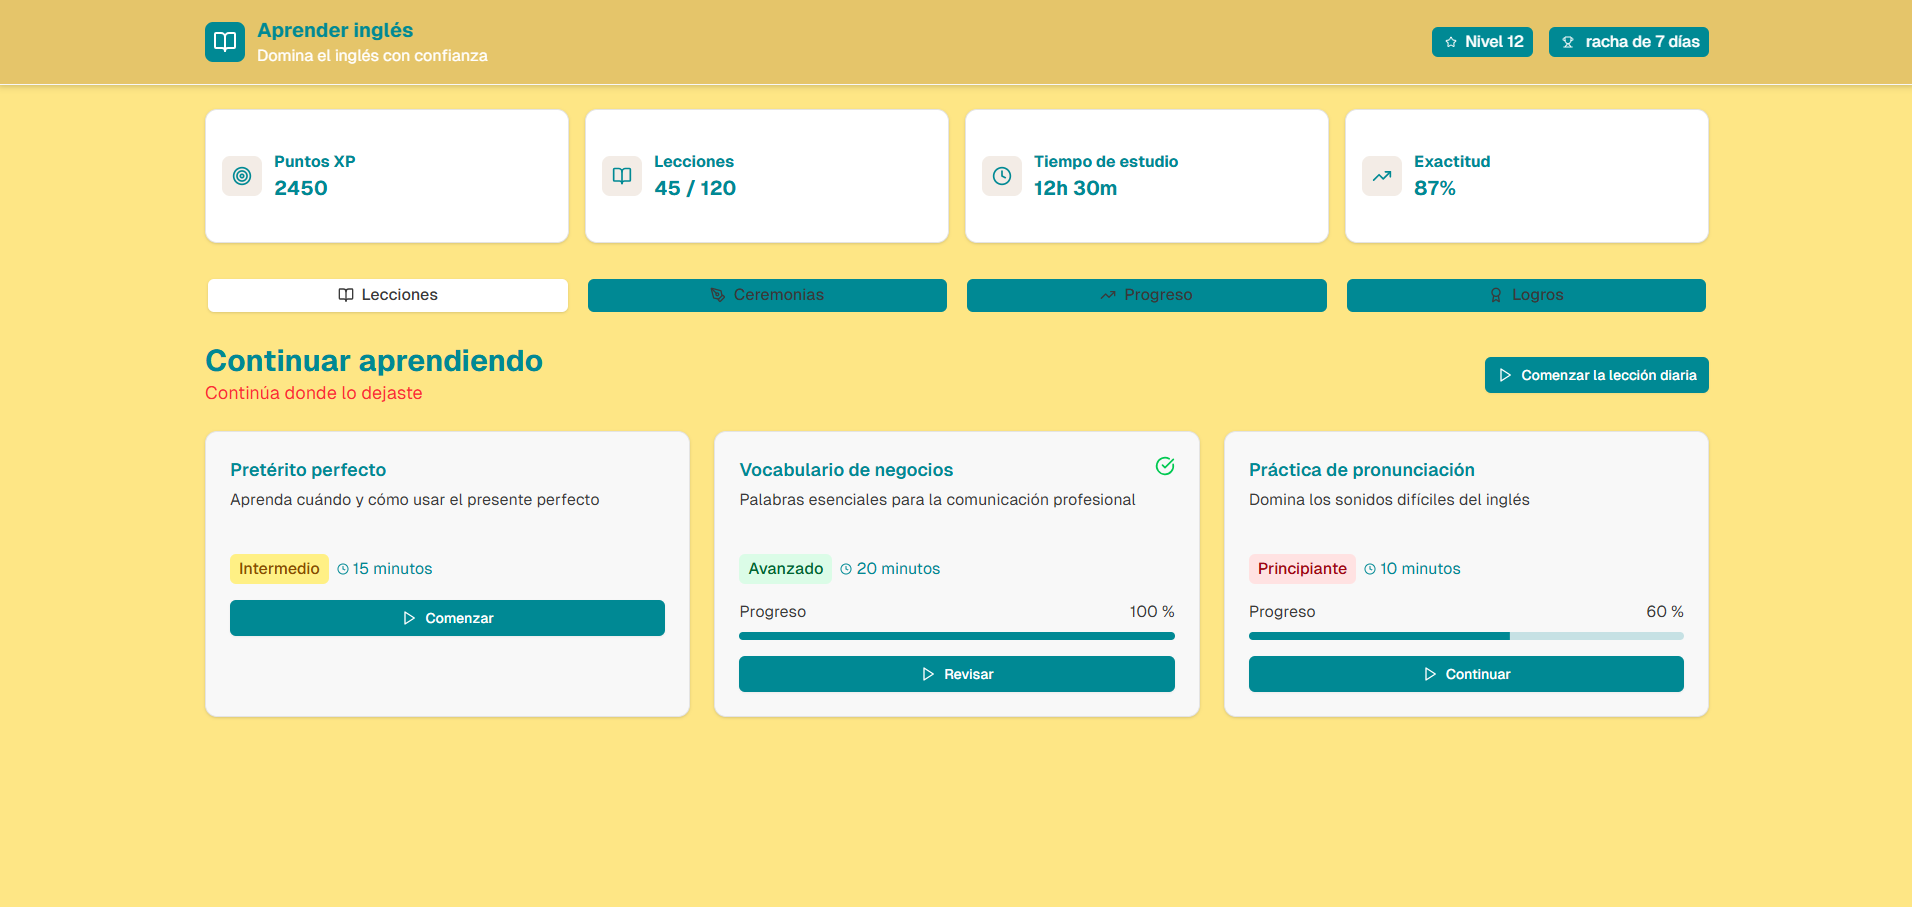 Aprender inglés
Domina el inglés con confianza
Nivel 12
racha de 7 días
Puntos XP
2450
Lecciones
45 / 120
Tiempo de estudio
12h 30m
Exactitud
87%
Lecciones
Ceremonias
Progreso
Logros
Continuar aprendiendo
Continúa donde lo dejaste
Comenzar la lección diaria
Pretérito perfecto
Aprenda cuándo y cómo usar el presente perfecto
Intermedio
15 minutos
Comenzar
Vocabulario de negocios
Palabras esenciales para la comunicación profesional
Avanzado
20 minutos
Progreso
100 %
Revisar
Práctica de pronunciación
Domina los sonidos difíciles del inglés
Principiante
10 minutos
Progreso
60 %
Continuar